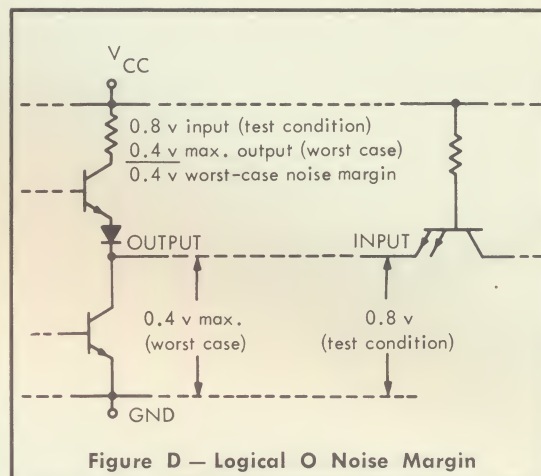 V
CC
0.8 v input (test condition)
0.4 v max. output (worst case)
0.4 v worst-case noise margin
OUTPUT
INPUT
0.4 v max.
(worst case)
0.8 v
(test condition)
GND
Figure D — Logical O Noise Margin